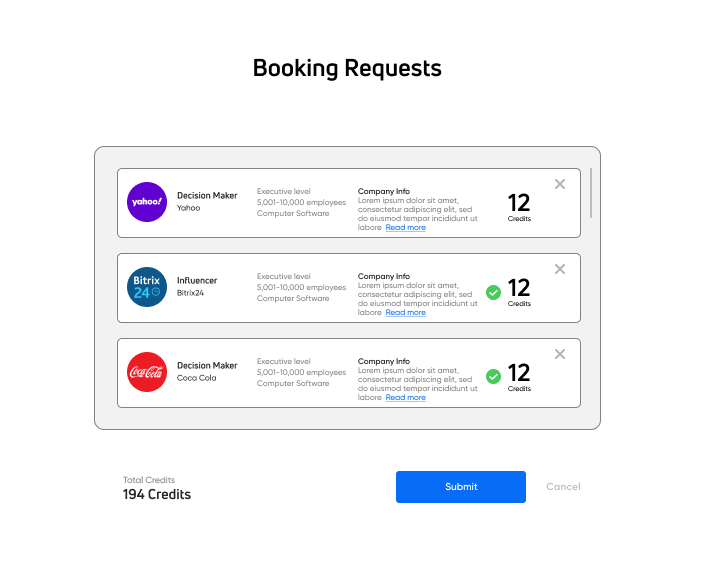 Booking Requests
yahoo!
Decision Maker
Yahoo
Executive level
5,001-10,000 employees
Computer Software
Company Info
Lorem ipsum dolor sit amet,
consectetur adipiscing elit, sed
do eiusmod tempor incididunt ut
labore Read more
12
Credits
Bitrix
24
Influencer
Bitrix24
Executive level
5,001-10,000 employees
Computer Software
Company Info
Lorem ipsum dolor sit amet,
consectetur adipiscing elit, sed
do eiusmod tempor incididunt ut
labore Read more
12
Credits
Coca-Cola
Decision Maker
Coca Cola
Executive level
5,001-10,000 employees
Computer Software
Company Info
Lorem ipsum dolor sit amet,
consectetur adipiscing elit, sed
do eiusmod tempor incididunt ut
labore Read more
12
Credits
Total Credits
194 Credits
Submit
Cancel